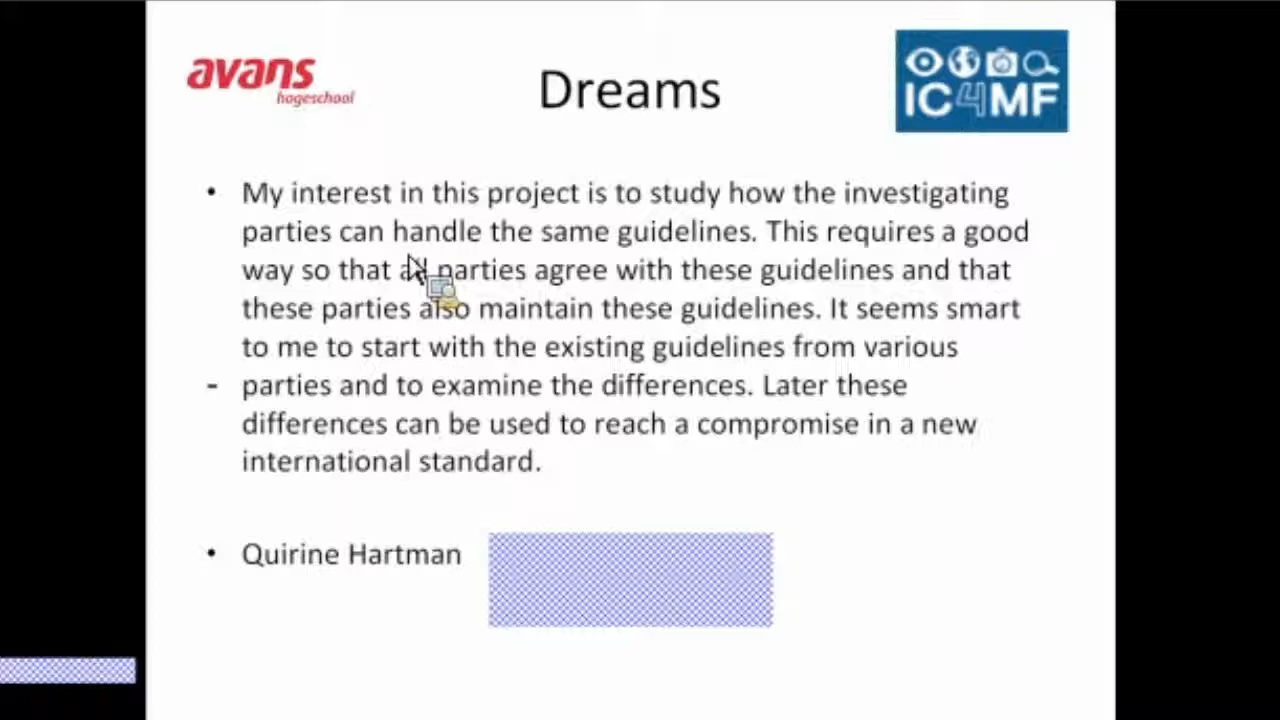 avans
hogeschool
IC4MF
Dreams
• My interest in this project is to study how the investigating
parties can handle the same guidelines. This requires a good
way so that all parties agree with these guidelines and that
these parties also maintain these guidelines. It seems smart
to me to start with the existing guidelines from various
- parties and to examine the differences. Later these
differences can be used to reach a compromise in a new
international standard.
• Quirine Hartman